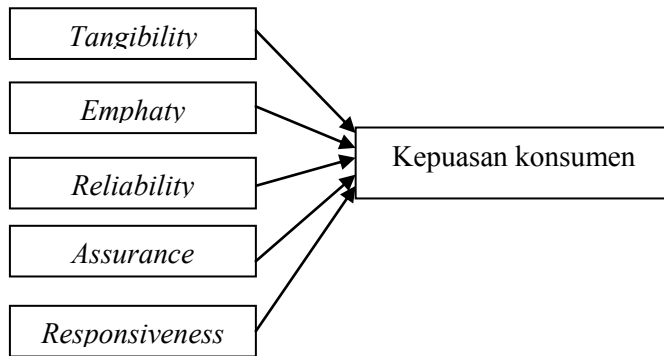 Tangibility
Emphaty
Reliability
Assurance
Responsiveness
Kepuasan konsumen